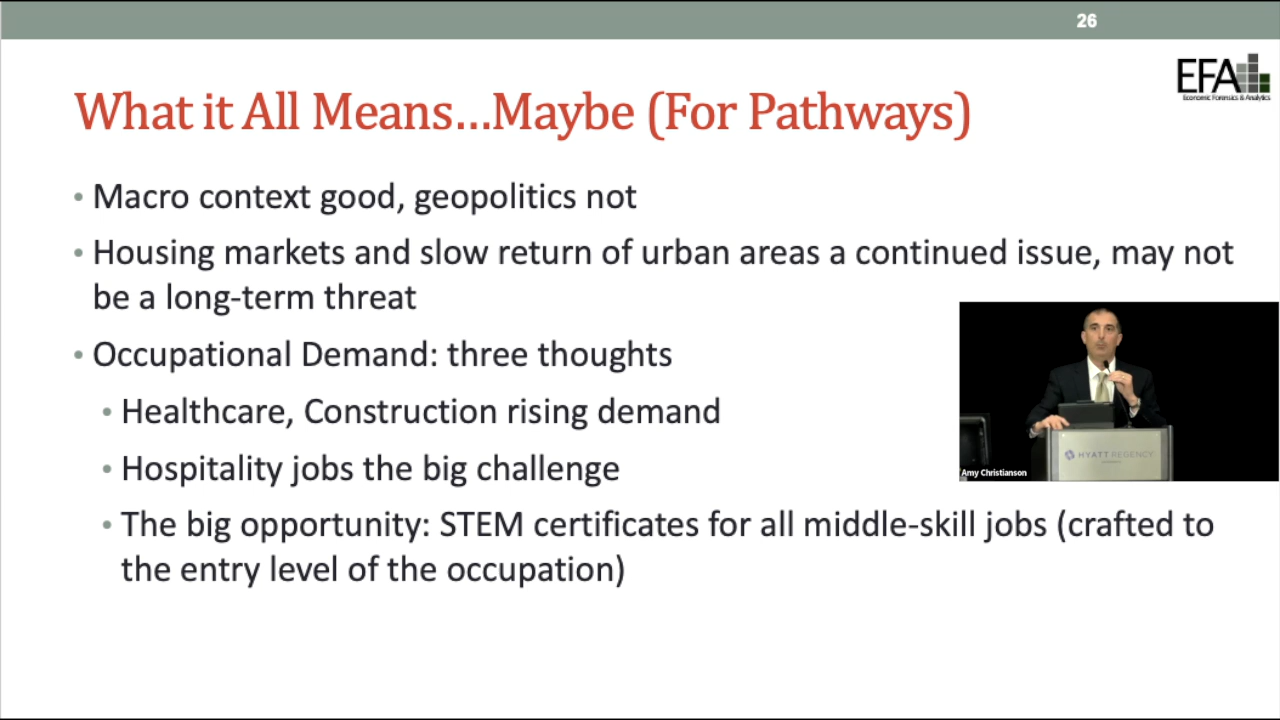 26
EFA
Economic Forensics & Analytics
What it All Means...Maybe (For Pathways)
• Macro context good, geopolitics not
• Housing markets and slow return of urban areas a continued issue, may not
be a long-term threat
• Occupational Demand: three thoughts
• Healthcare, Construction rising demand
• Hospitality jobs the big challenge
• The big opportunity: STEM certificates for all middle-skill jobs (crafted to
the entry level of the occupation)
HYATT REGENCY
Amy Christianson